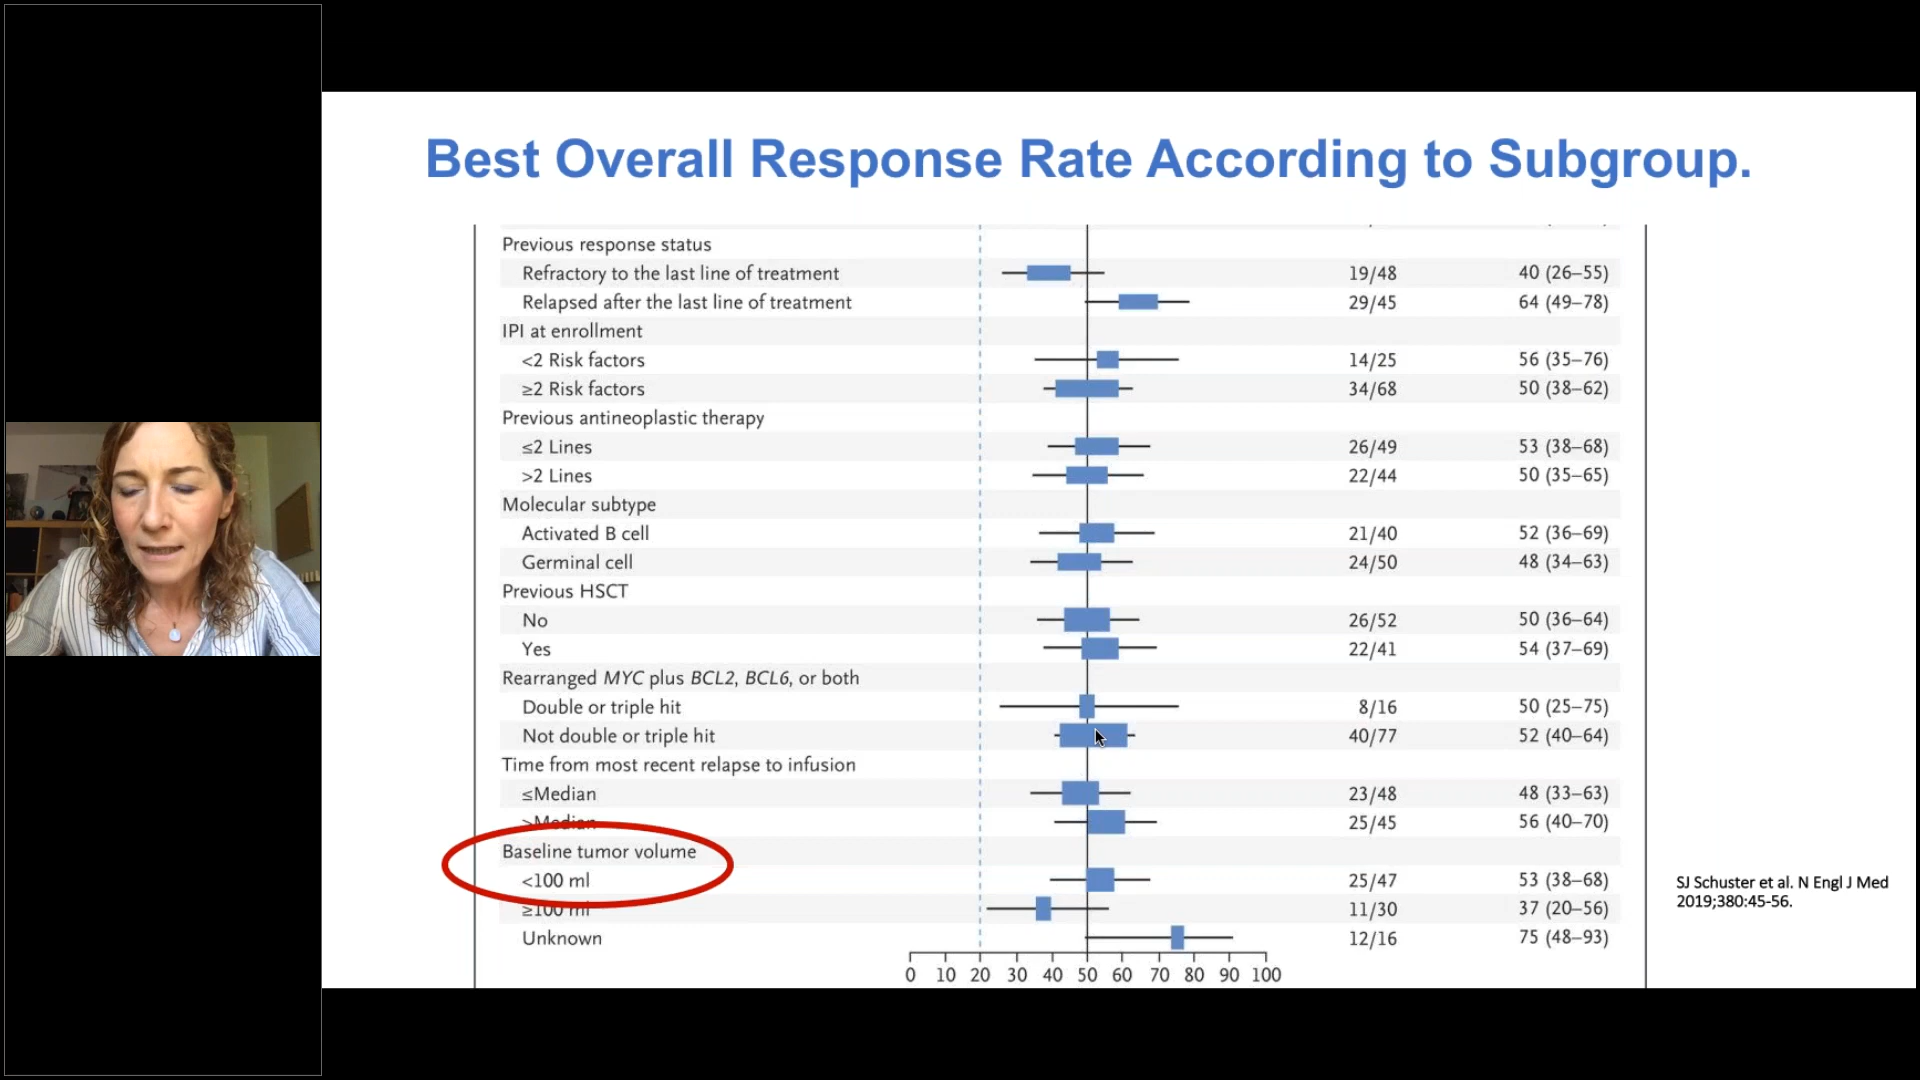 Best Overall Response Rate According to Subgroup.
Previous response status
Refractory to the last line of treatment 19/48 40 (26–55)
Relapsed after the last line of treatment 29/45 64 (49–78)
IPI at enrollment
<2 Risk factors 14/25 56 (35–76)
≥2 Risk factors 34/68 50 (38–62)
Previous antineoplastic therapy
≤2 Lines 26/49 53 (38–68)
>2 Lines 22/44 50 (35–65)
Molecular subtype
Activated B cell 21/40 52 (36–69)
Germinal cell 24/50 48 (34–63)
Previous HSCT
No 26/52 50 (36–64)
Yes 22/41 54 (37–69)
Rearranged MYC plus BCL2, BCL6, or both
Double or triple hit 8/16 50 (25–75)
Not double or triple hit 40/77 52 (40–64)
Time from most recent relapse to infusion
≤Median 23/48 48 (33–63)
>Median 25/45 56 (40–70)
Baseline tumor volume
<100 ml 25/47 53 (38–68)
≥100 ml 11/30 37 (20–56)
Unknown 12/16 75 (48–93)
0 10 20 30 40 50 60 70 80 90 100
SJ Schuster et al. N Engl J Med
2019;380:45-56.